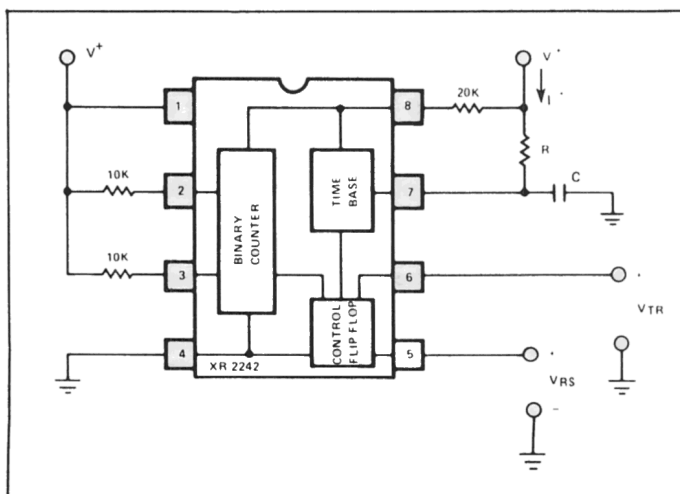 V+
V+
I+
1
8
20K
R
10K
2
BINARY COUNTER
TIME BASE
7
C
10K
3
6
CONTROL FLIP FLOP
VTR
4
XR 2242
5
VRS
–